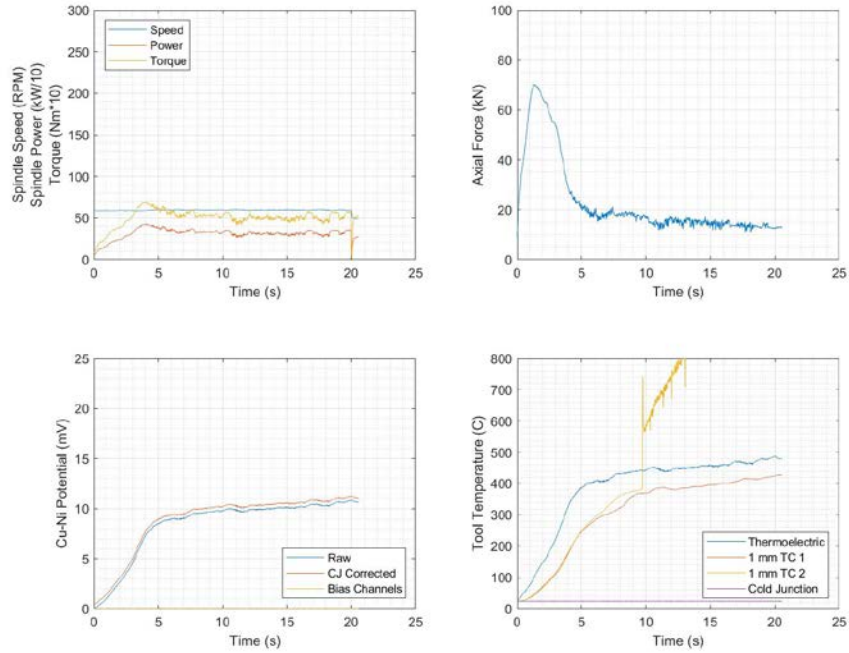 300
250
200
150
100
50
0
Spindle Speed (RPM)
Spindle Power (kW/10)
Torque (Nm*10)
Speed
Power
Torque
0 5 10 15 20 25
Time (s)
100
80
60
40
20
0
Axial Force (kN)
0 5 10 15 20 25
Time (s)
25
20
15
10
5
0
Cu-Ni Potential (mV)
Raw
CJ Corrected
Bias Channels
0 5 10 15 20 25
Time (s)
800
700
600
500
400
300
200
100
0
Tool Temperature (C)
Thermoelectric
1 mm TC 1
1 mm TC 2
Cold Junction
0 5 10 15 20 25
Time (s)